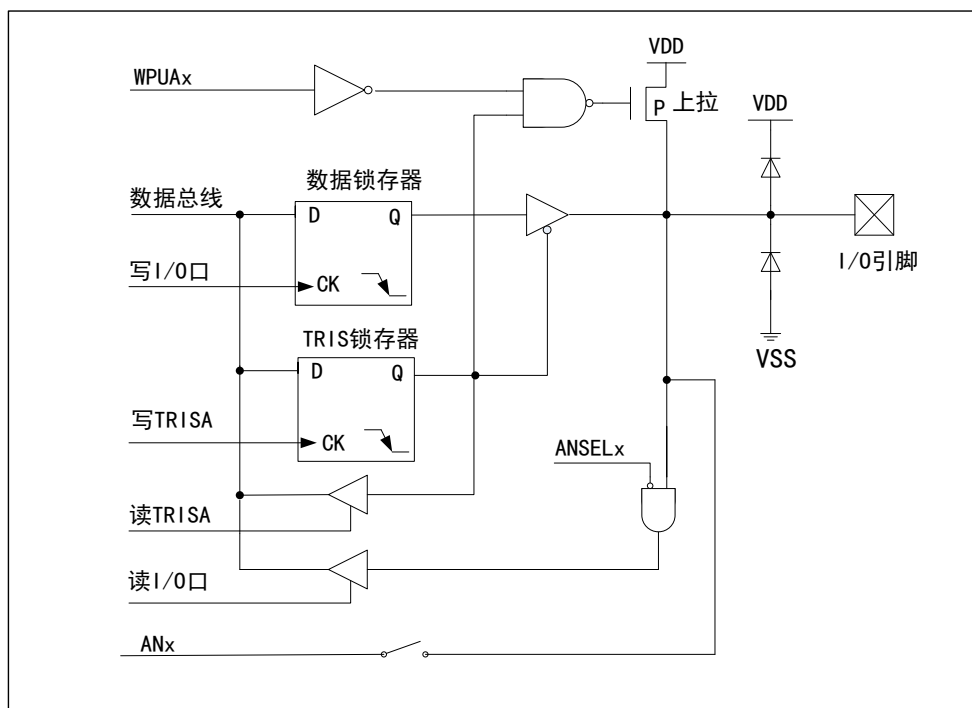 VDD
WPUAx
P
上拉
VDD
数据锁存器
数据总线
D
Q
I/O引脚
写I/O口
CK
TRIS锁存器
VSS
D
Q
写TRISA
CK
ANSELx
读TRISA
读I/O口
ANx